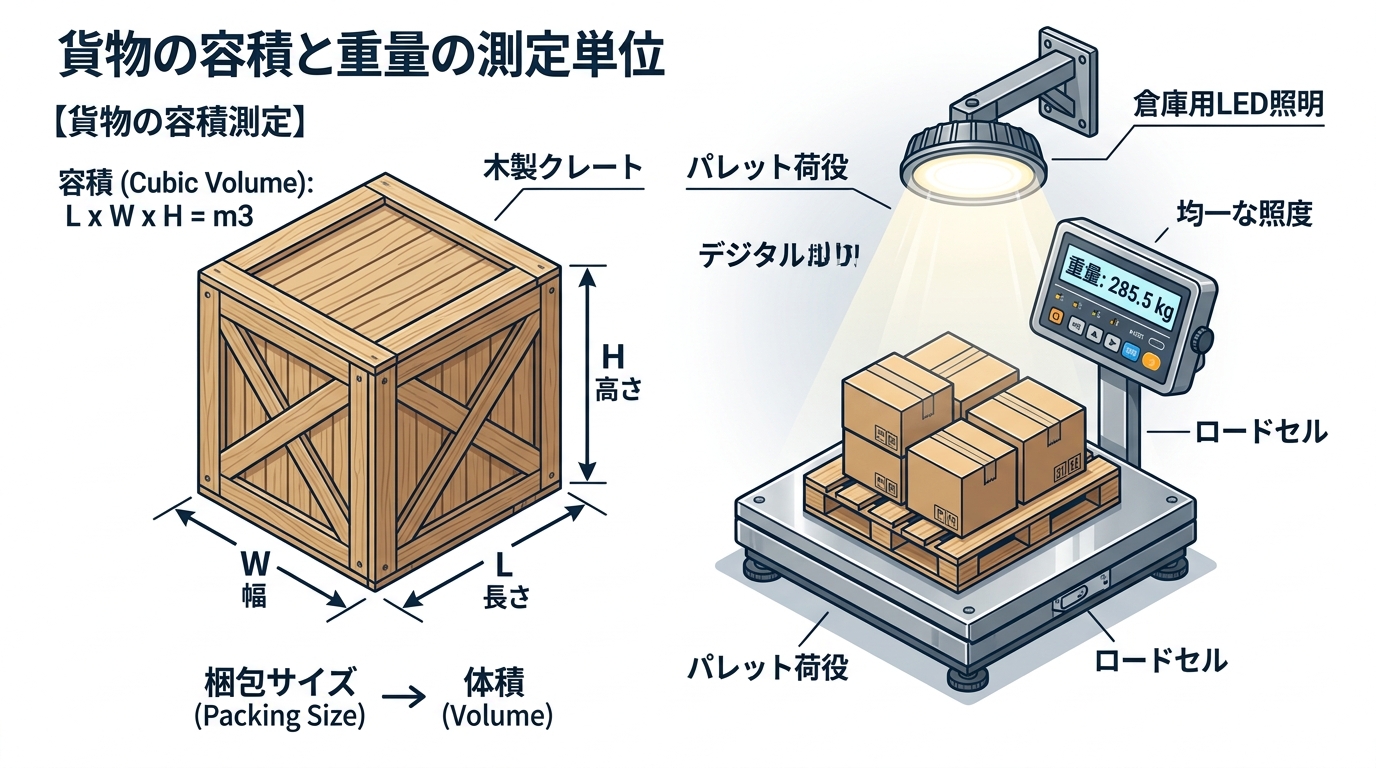 貨物の容積と重量の測定単位
【貨物の容積測定】
容積 (Cubic Volume):
L x W x H = m3
木製クレート
H
高さ
W
幅
L
長さ
梱包サイズ
(Packing Size)
→
体積
(Volume)
パレット荷役
デジタル
倉庫用LED照明
均一な照度
重量: 285.5 kg
ロードセル
パレット荷役
ロードセル